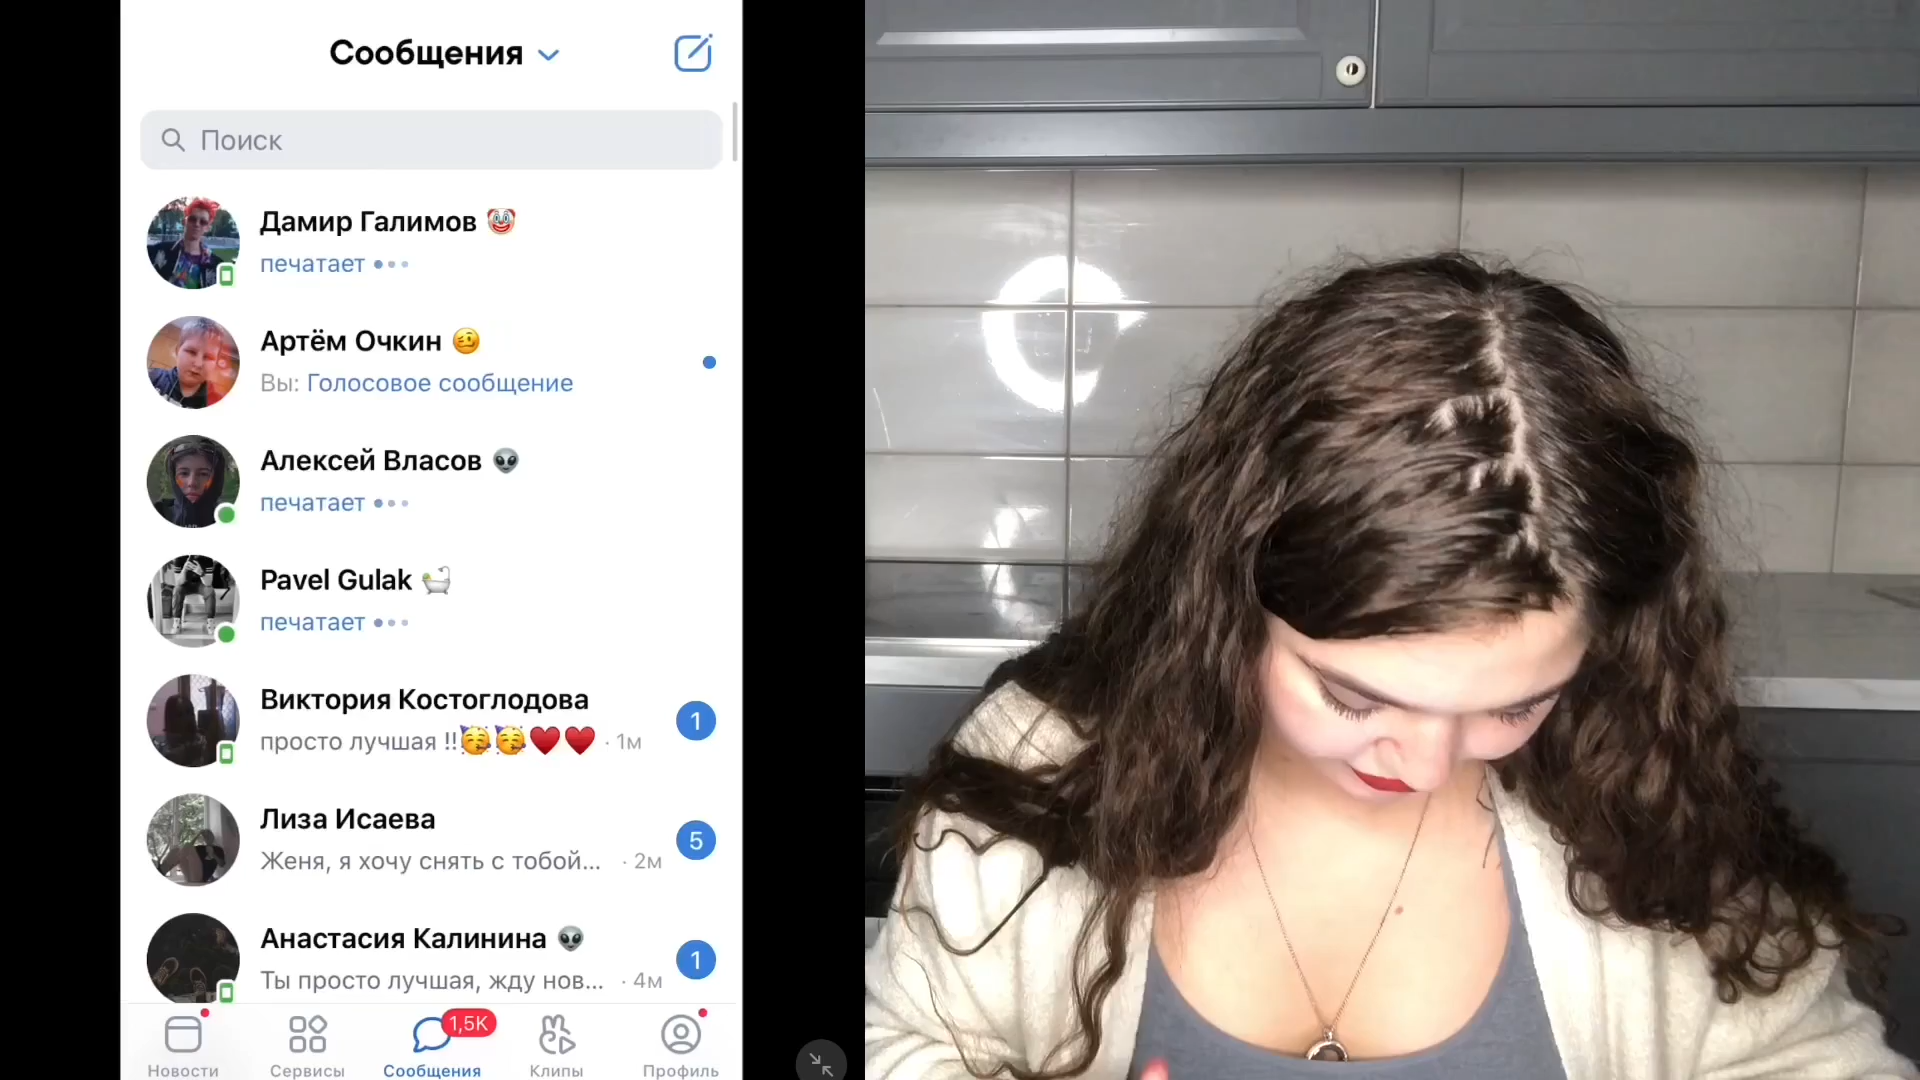 Сообщения
Поиск
Дамир Галимов 🤡
печатает
Артём Очкин 🥴
Вы: Голосовое сообщение
Алексей Власов 👽
печатает
Pavel Gulak 🛀
печатает
Виктория Костоглодова
просто лучшая !!🥳🥳♥️♥️ · 1м
1
Лиза Исаева
Женя, я хочу снять с тобой... · 2м
5
Анастасия Калинина 👽
Ты просто лучшая, жду нов... · 4м
1
1,5K
Новости Сервисы Сообщения Клипы Профиль